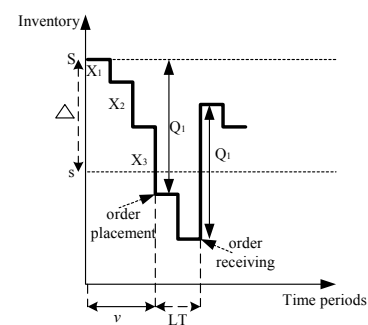 Inventory
S
X1
X2
Δ
Q1
X3
Q1
s
order
placement
order
receiving
Time periods
v
LT